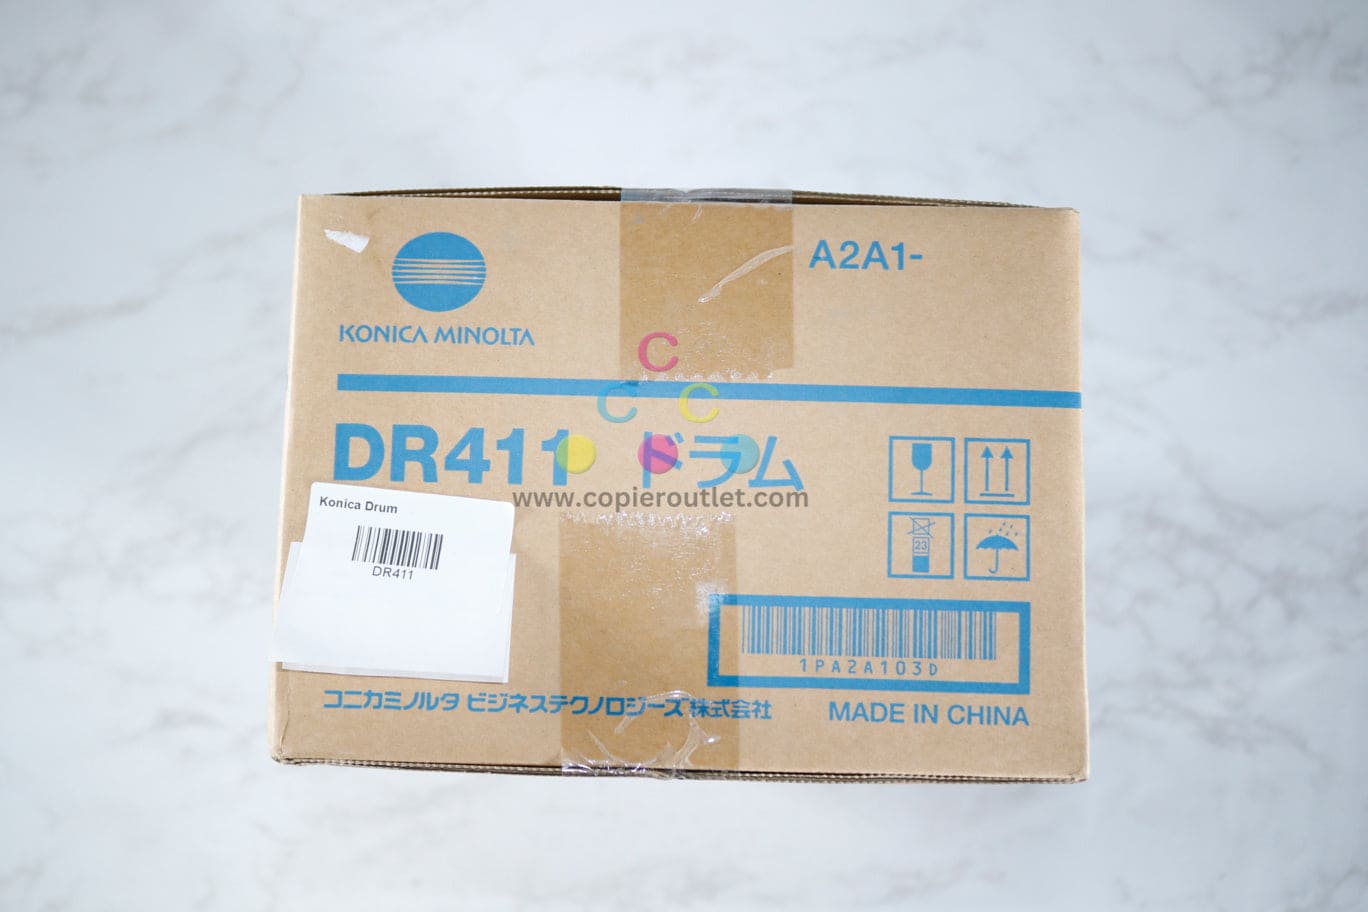 KONICA MINOLTA
A2A1-
DR411 ドラム
C
C C
www.copieroutlet.com
Konica Drum
DR411
23
1PA2A103D
コニカミノルタ ビジネステクノロジーズ株式会社
MADE IN CHINA